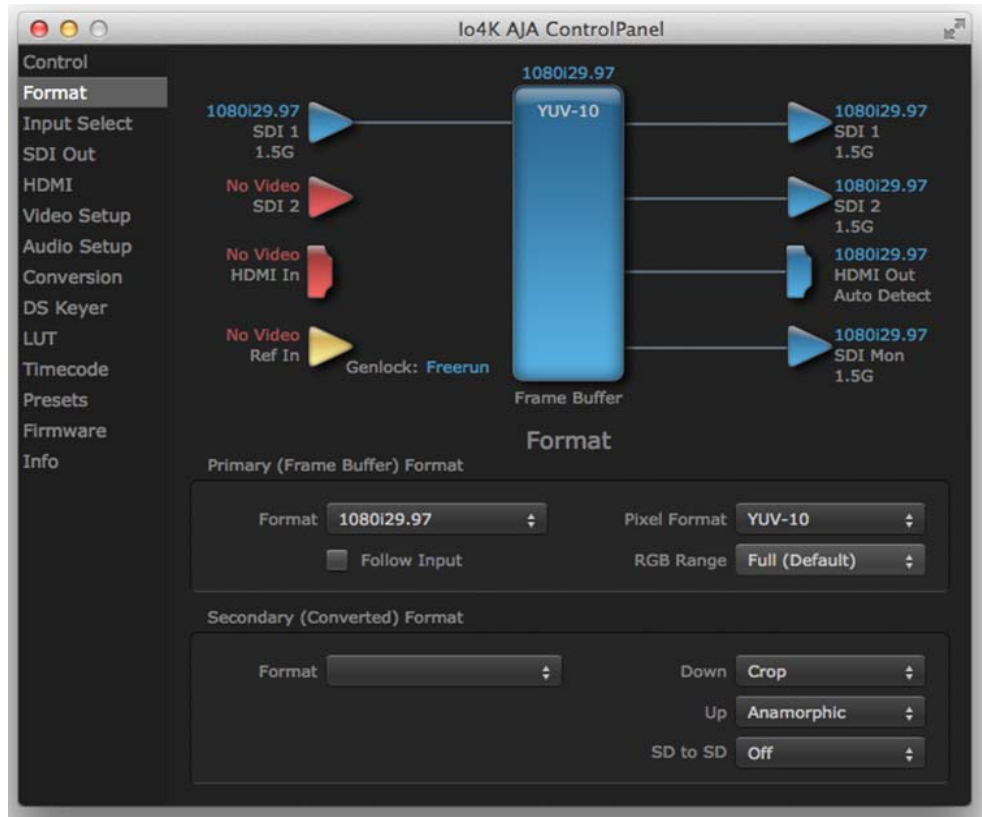 Io4K AJA ControlPanel
Control
Format
Input Select
SDI Out
HDMI
Video Setup
Audio Setup
Conversion
DS Keyer
LUT
Timecode
Presets
Firmware
Info
1080i29.97
YUV-10
1080i29.97
SDI 1
1.5G
No Video
SDI 2
No Video
HDMI In
No Video
Ref In
Genlock: Freerun
Frame Buffer
1080i29.97
SDI 1
1.5G
1080i29.97
SDI 2
1.5G
1080i29.97
HDMI Out
Auto Detect
1080i29.97
SDI Mon
1.5G
Format
Primary (Frame Buffer) Format
Format 1080i29.97
Pixel Format YUV-10
Follow Input
RGB Range Full (Default)
Secondary (Converted) Format
Format
Down Crop
Up Anamorphic
SD to SD Off